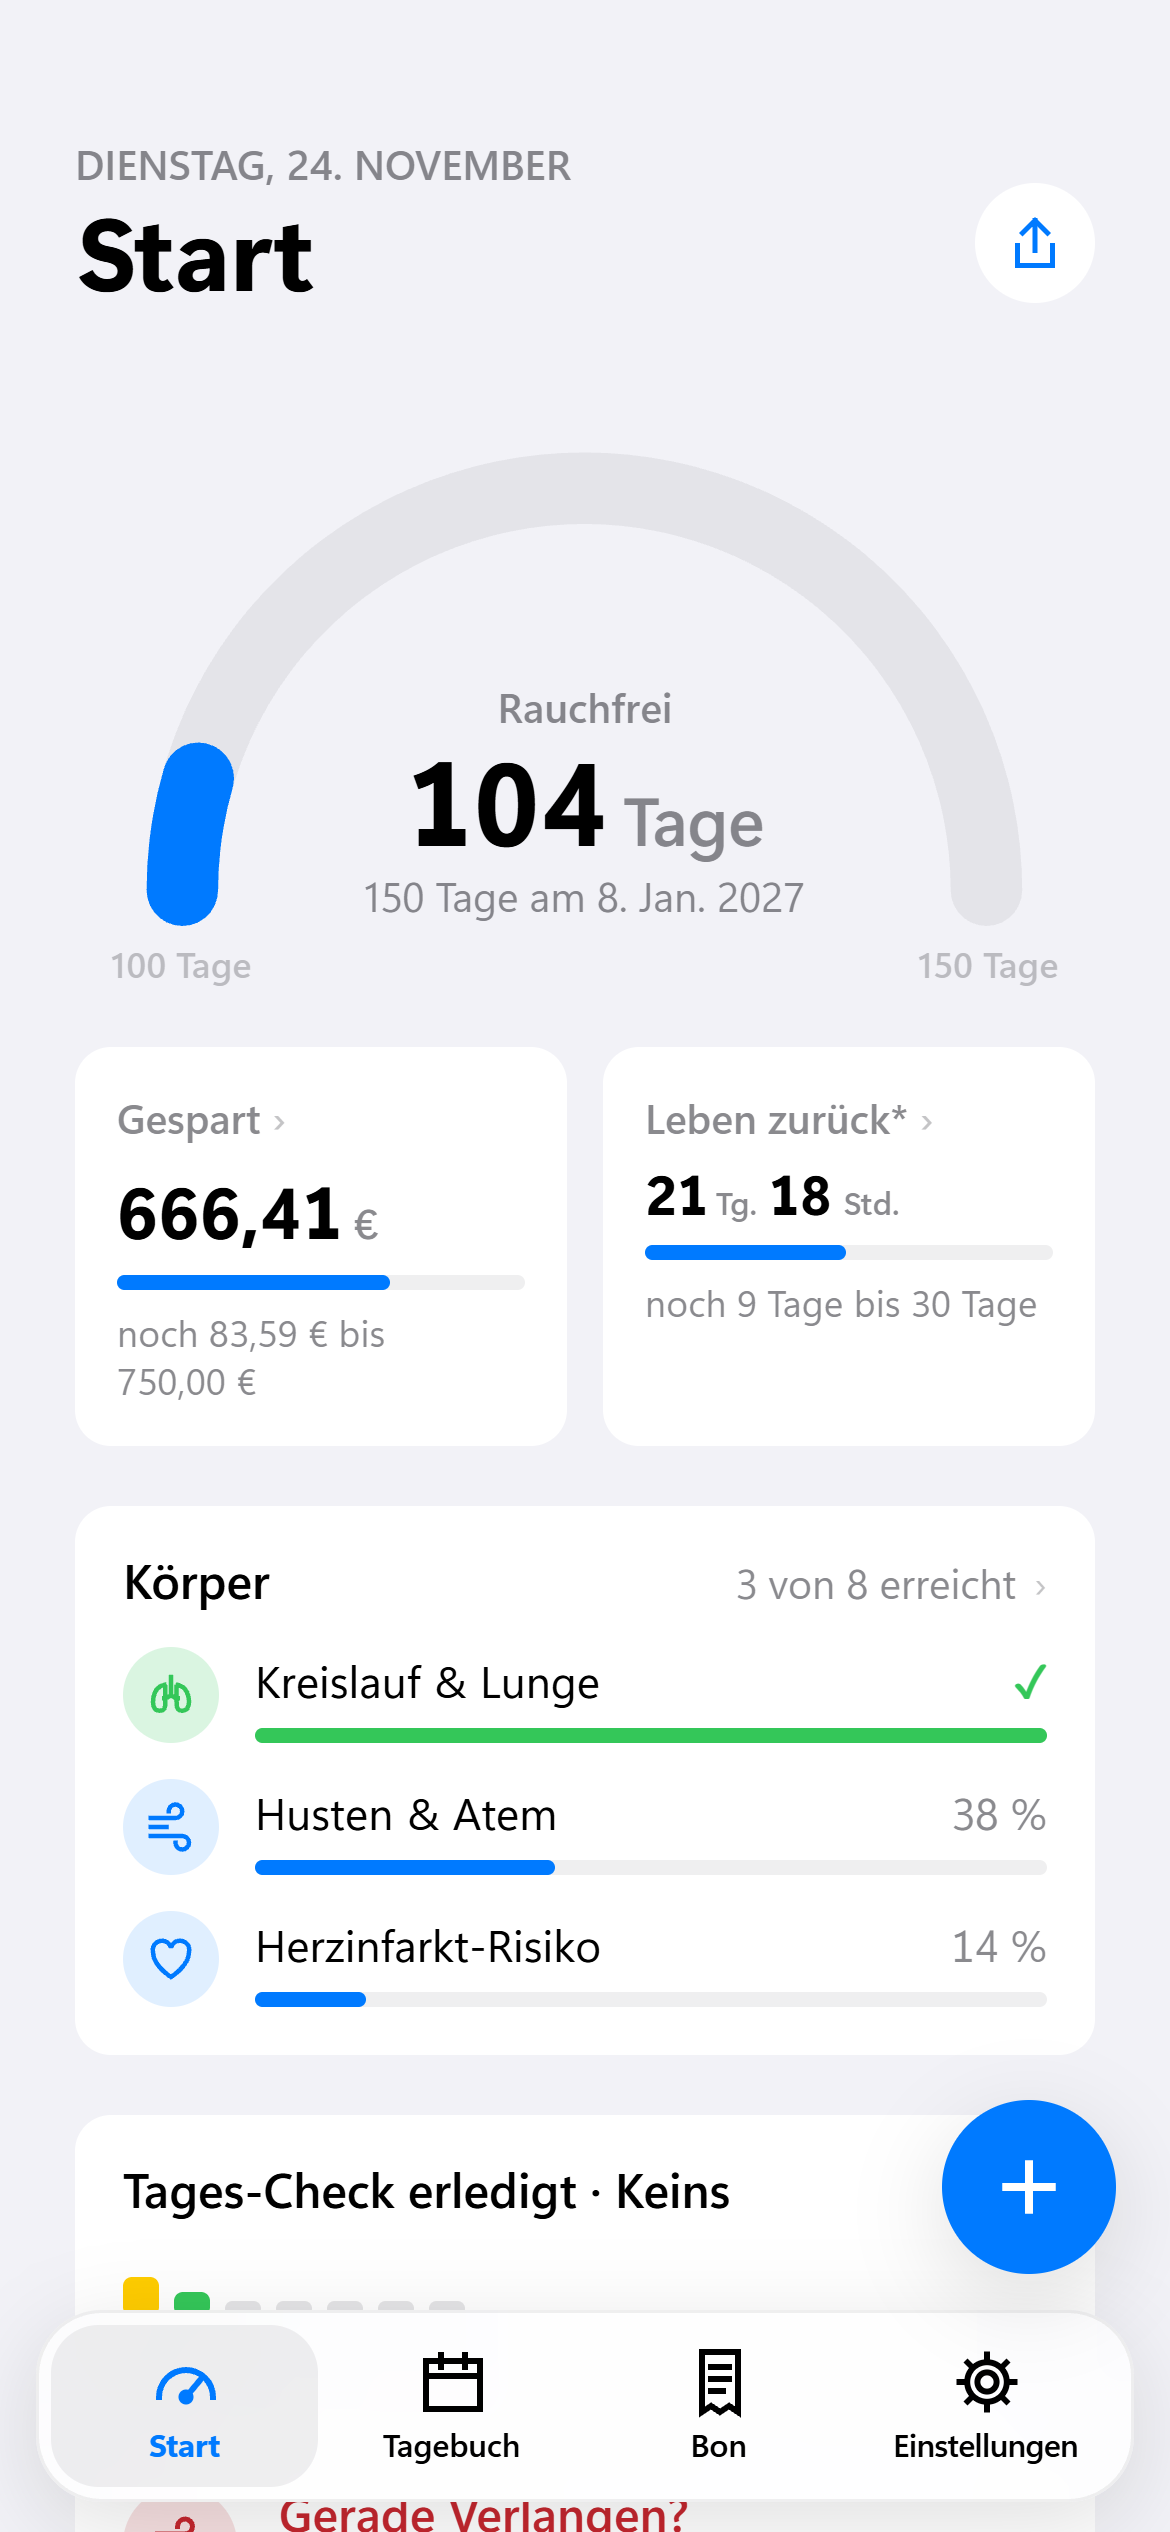 DIENSTAG, 24. NOVEMBER
Start
Rauchfrei
104 Tage
150 Tage am 8. Jan. 2027
100 Tage
150 Tage
Gespart ›
666,41 €
noch 83,59 € bis
750,00 €
Leben zurück* ›
21 Tg. 18 Std.
noch 9 Tage bis 30 Tage
Körper
3 von 8 erreicht ›
Kreislauf & Lunge ✓
Husten & Atem 38 %
Herzinfarkt-Risiko 14 %
Tages-Check erledigt · Keins
Start
Tagebuch
Bon
Einstellungen
Gerade Verlangen?